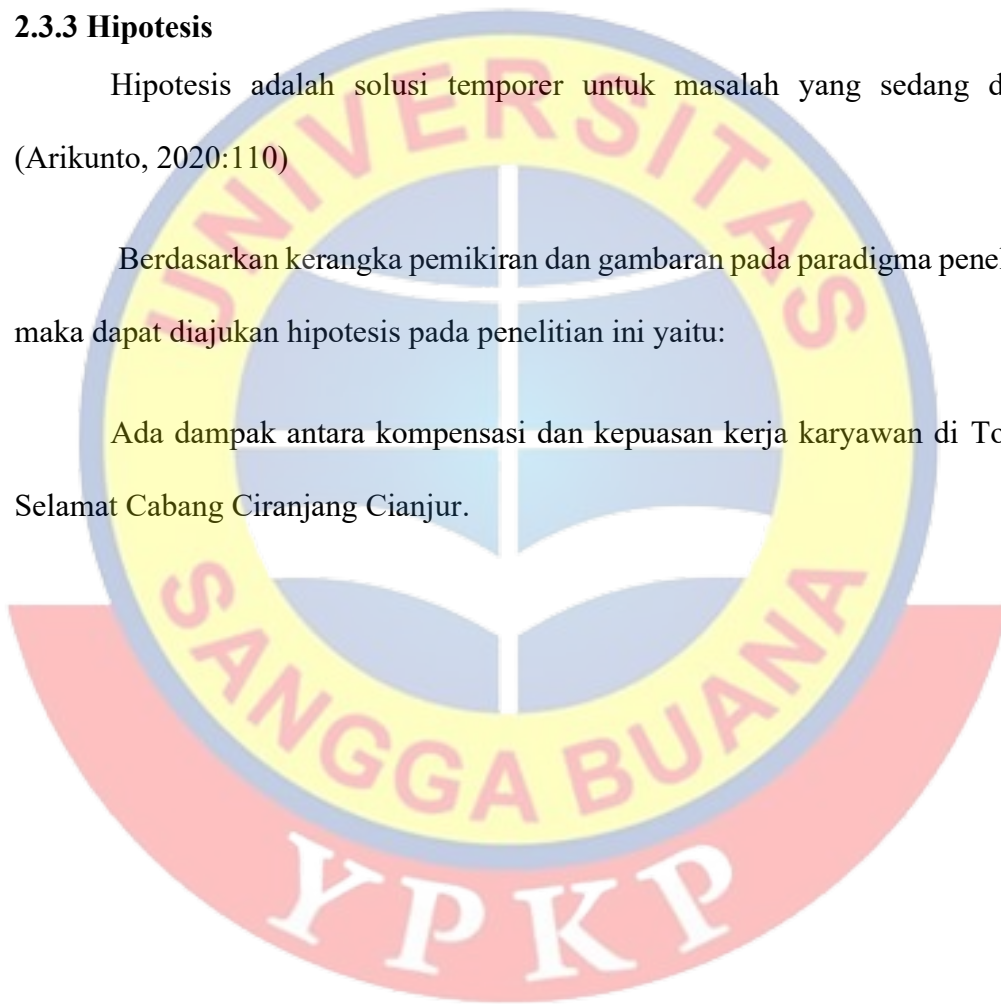 2.3.3 Hipotesis
Hipotesis adalah solusi temporer untuk masalah yang sedang
(Arikunto, 2020:110)
Berdasarkan kerangka pemikiran dan gambaran pada paradigma
maka dapat diajukan hipotesis pada penelitian ini yaitu:
Ada dampak antara kompensasi dan kepuasan kerja karyawan di
Selamat Cabang Ciranjang Cianjur.
UNIVERSITAS
SANGGA BUANA
YPKP